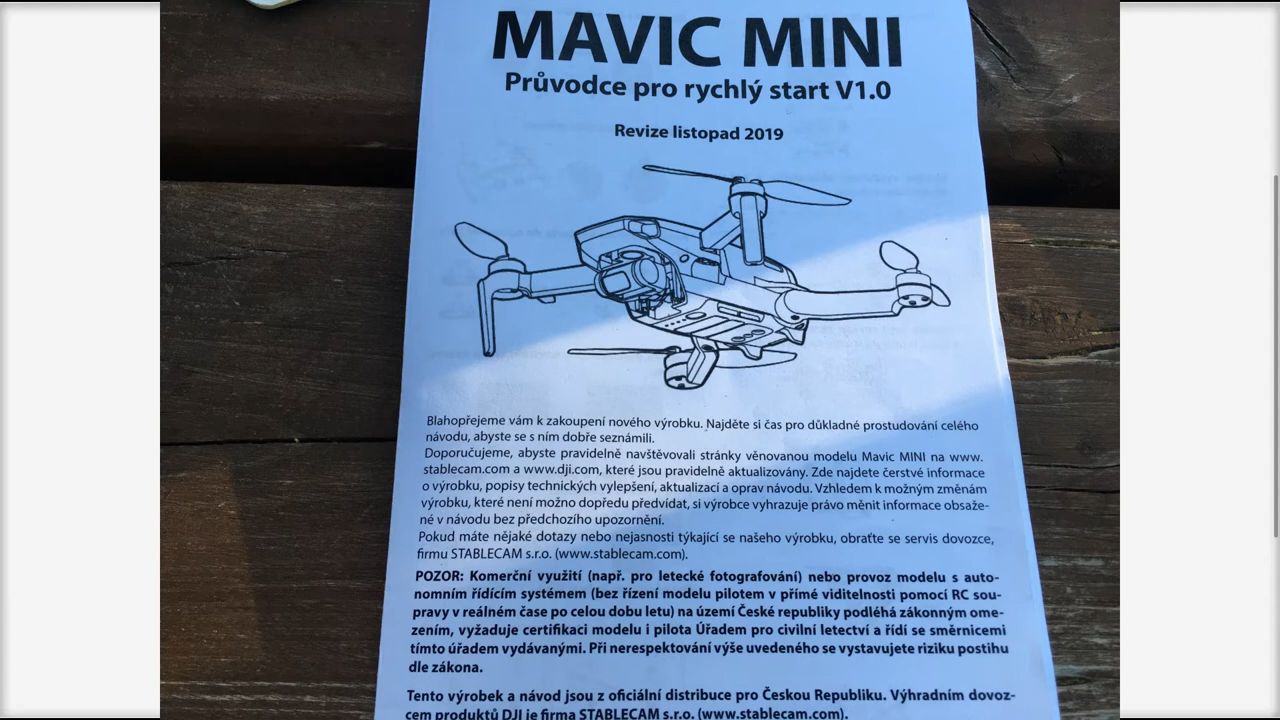 MAVIC MINI
Průvodce pro rychlý start V1.0
Revize listopad 2019
Blahopřejeme vám k zakoupení nového výrobku. Najděte si čas pro důkladné prostudování celého
návodu, abyste se s ním dobře seznámili.
Doporučujeme, abyste pravidelně navštěvovali stránky věnovanou modelu Mavic MINI na www.
stablecam.com a www.dji.com, které jsou pravidelně aktualizovány. Zde najdete čerstvé informace
o výrobku, popisy technických vylepšení, aktualizací a oprav návodu. Vzhledem k možným změnám
výrobku, které není možno dopředu předvídat, si výrobce vyhrazuje právo měnit informace obsaže-
né v návodu bez předchozího upozornění.
Pokud máte nějaké dotazy nebo nejasnosti týkající se našeho výrobku, obraťte se servis dovozce,
firmu STABLECAM s.r.o. (www.stablecam.com).
POZOR: Komerční využití (např. pro letecké fotografování) nebo provoz modelu s auto-
nomním řídícím systémem (bez řízení modelu pilotem v přímé viditelnosti pomocí RC sou-
pravy v reálném čase po celou dobu letu) na území České republiky podléhá zákonným ome-
zením, vyžaduje certifikaci modelu i pilota Úřadem pro civilní letectví a řídí se směrnicemi
tímto úřadem vydávanými. Při nerespektování výše uvedeného se vystavujete riziku postihu
dle zákona.
Tento výrobek a návod jsou z oficiální distribuce pro Českou Republiku. Výhradním dovoz-
cem produktů DJI je firma STABLECAM s.r.o. (www.stablecam.com).